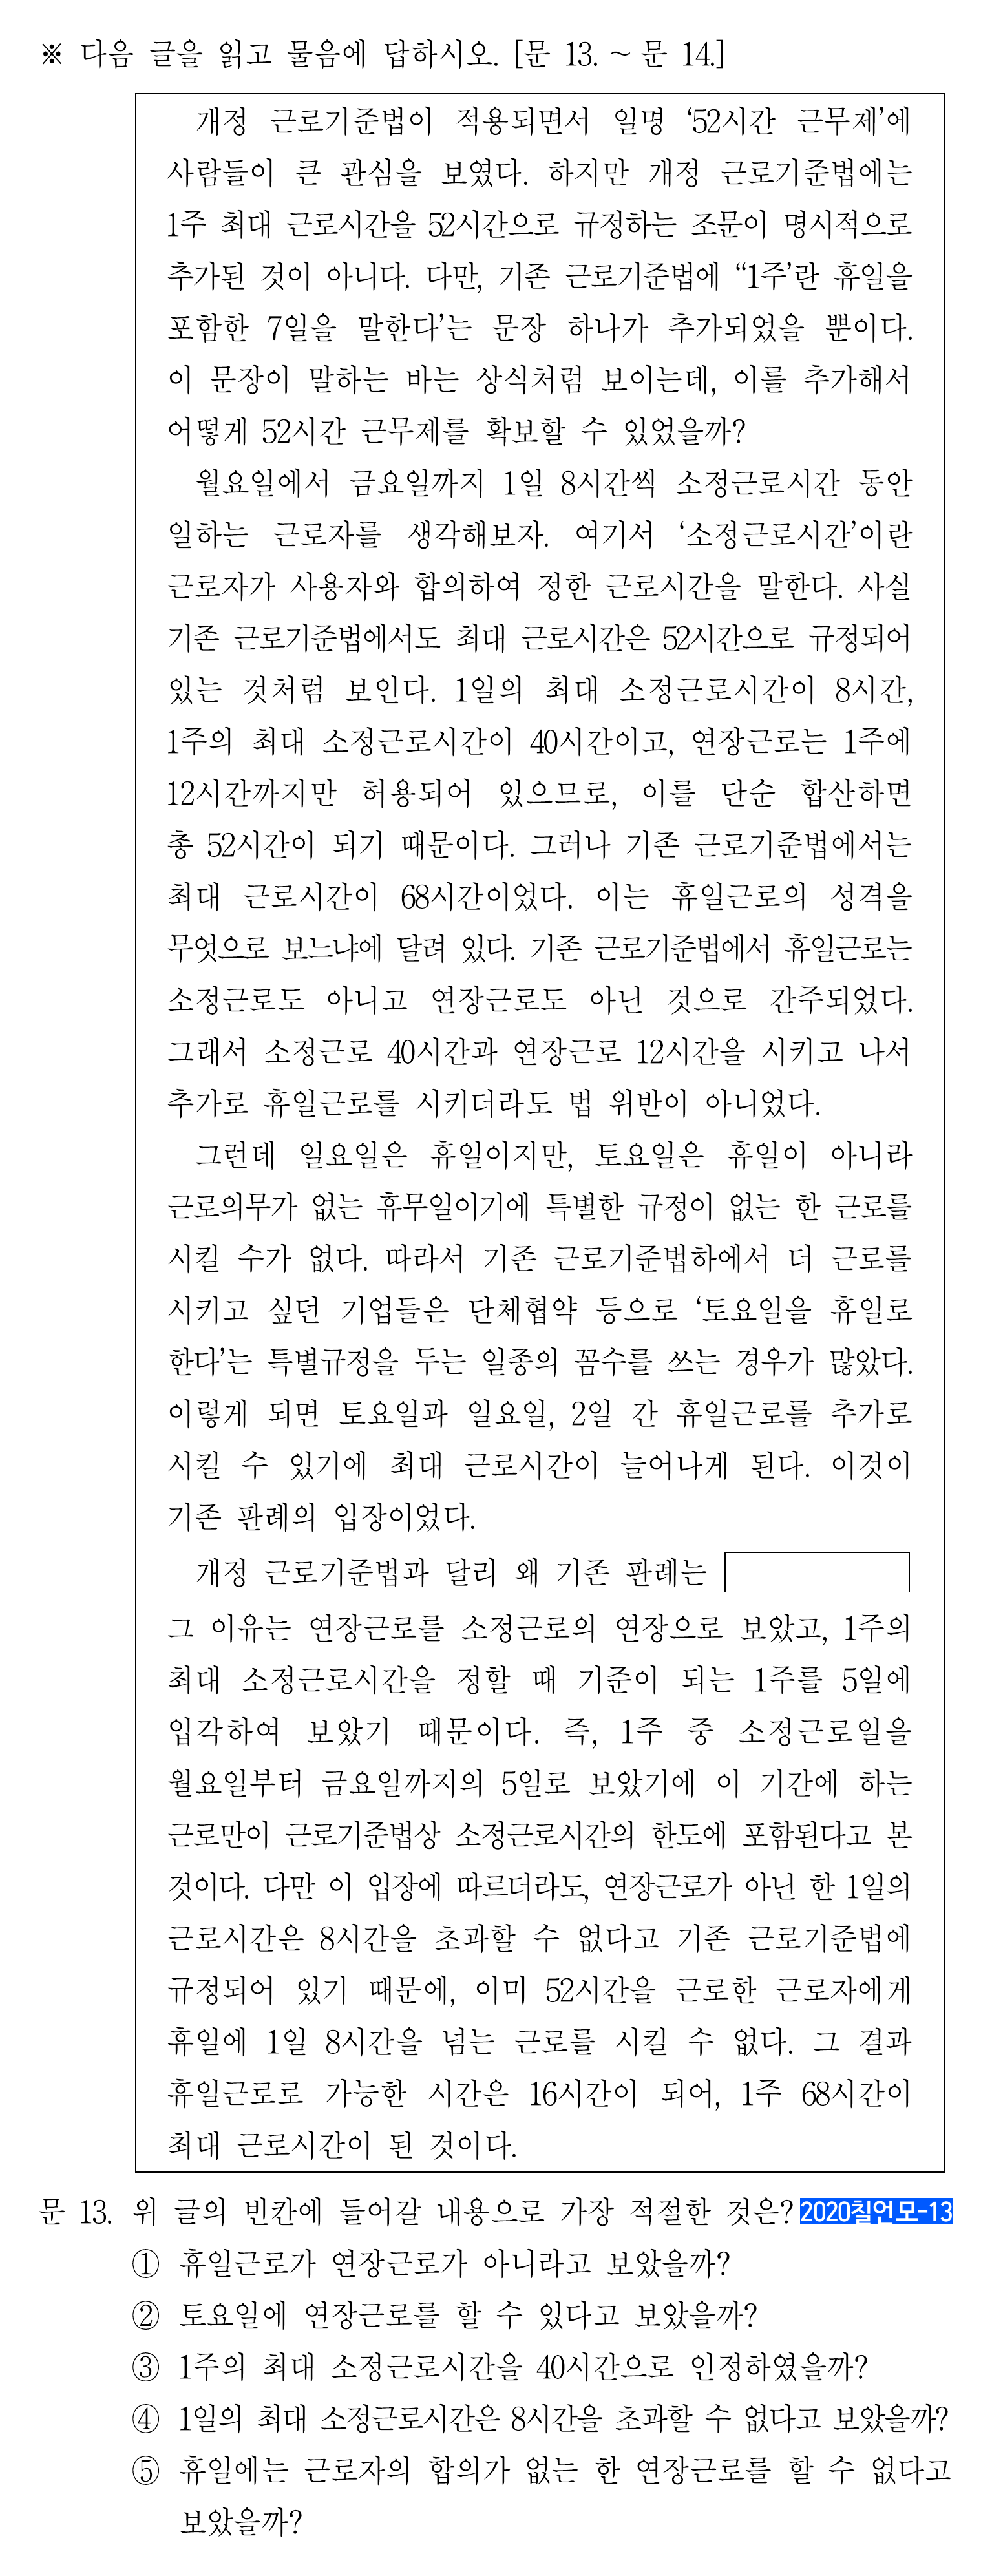 ※ 다음 글을 읽고 물음에 답하시오. [문 13. ~ 문 14.]
개정 근로기준법이 적용되면서 일명 ‘52시간 근무제’에
사람들이 큰 관심을 보였다. 하지만 개정 근로기준법에는
1주 최대 근로시간을 52시간으로 규정하는 조문이 명시적으로
추가된 것이 아니다. 다만, 기존 근로기준법에 “1주’란 휴일을
포함한 7일을 말한다’는 문장 하나가 추가되었을 뿐이다.
이 문장이 말하는 바는 상식처럼 보이는데, 이를 추가해서
어떻게 52시간 근무제를 확보할 수 있었을까?
월요일에서 금요일까지 1일 8시간씩 소정근로시간 동안
일하는 근로자를 생각해보자. 여기서 ‘소정근로시간’이란
근로자가 사용자와 합의하여 정한 근로시간을 말한다. 사실
기존 근로기준법에서도 최대 근로시간은 52시간으로 규정되어
있는 것처럼 보인다. 1일의 최대 소정근로시간이 8시간,
1주의 최대 소정근로시간이 40시간이고, 연장근로는 1주에
12시간까지만 허용되어 있으므로, 이를 단순 합산하면
총 52시간이 되기 때문이다. 그러나 기존 근로기준법에서는
최대 근로시간이 68시간이었다. 이는 휴일근로의 성격을
무엇으로 보느냐에 달려 있다. 기존 근로기준법에서 휴일근로는
소정근로도 아니고 연장근로도 아닌 것으로 간주되었다.
그래서 소정근로 40시간과 연장근로 12시간을 시키고 나서
추가로 휴일근로를 시키더라도 법 위반이 아니었다.
그런데 일요일은 휴일이지만, 토요일은 휴일이 아니라
근로의무가 없는 휴무일이기에 특별한 규정이 없는 한 근로를
시킬 수가 없다. 따라서 기존 근로기준법하에서 더 근로를
시키고 싶던 기업들은 단체협약 등으로 ‘토요일을 휴일로
한다’는 특별규정을 두는 일종의 꼼수를 쓰는 경우가 많았다.
이렇게 되면 토요일과 일요일, 2일 간 휴일근로를 추가로
시킬 수 있기에 최대 근로시간이 늘어나게 된다. 이것이
기존 판례의 입장이었다.
개정 근로기준법과 달리 왜 기존 판례는
그 이유는 연장근로를 소정근로의 연장으로 보았고, 1주의
최대 소정근로시간을 정할 때 기준이 되는 1주를 5일에
입각하여 보았기 때문이다. 즉, 1주 중 소정근로일을
월요일부터 금요일까지의 5일로 보았기에 이 기간에 하는
근로만이 근로기준법상 소정근로시간의 한도에 포함된다고 본
것이다. 다만 이 입장에 따르더라도, 연장근로가 아닌 한 1일의
근로시간은 8시간을 초과할 수 없다고 기존 근로기준법에
규정되어 있기 때문에, 이미 52시간을 근로한 근로자에게
휴일에 1일 8시간을 넘는 근로를 시킬 수 없다. 그 결과
휴일근로로 가능한 시간은 16시간이 되어, 1주 68시간이
최대 근로시간이 된 것이다.
문 13. 위 글의 빈칸에 들어갈 내용으로 가장 적절한 것은? 2020칠언모-13
① 휴일근로가 연장근로가 아니라고 보았을까?
② 토요일에 연장근로를 할 수 있다고 보았을까?
③ 1주의 최대 소정근로시간을 40시간으로 인정하였을까?
④ 1일의 최대 소정근로시간은 8시간을 초과할 수 없다고 보았을까?
⑤ 휴일에는 근로자의 합의가 없는 한 연장근로를 할 수 없다고
보았을까?